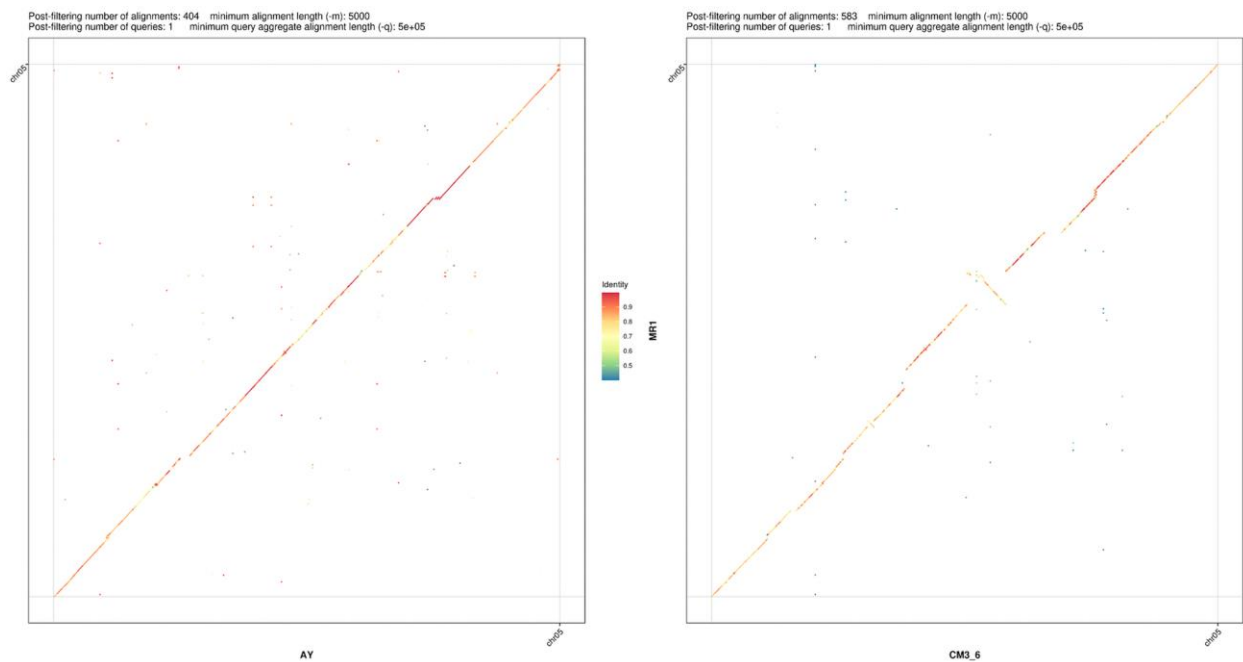 Post-filtering number of alignments: 404 minimum alignment length (-m): 5000
Post-filtering number of queries: 1 minimum query aggregate alignment length (-q): 5e+05
chr05
Identity
0.9
0.8
0.7
0.6
0.5
chr05
AY
Post-filtering number of alignments: 583 minimum alignment length (-m): 5000
Post-filtering number of queries: 1 minimum query aggregate alignment length (-q): 5e+05
chr05
MR1
chr05
CM3_6